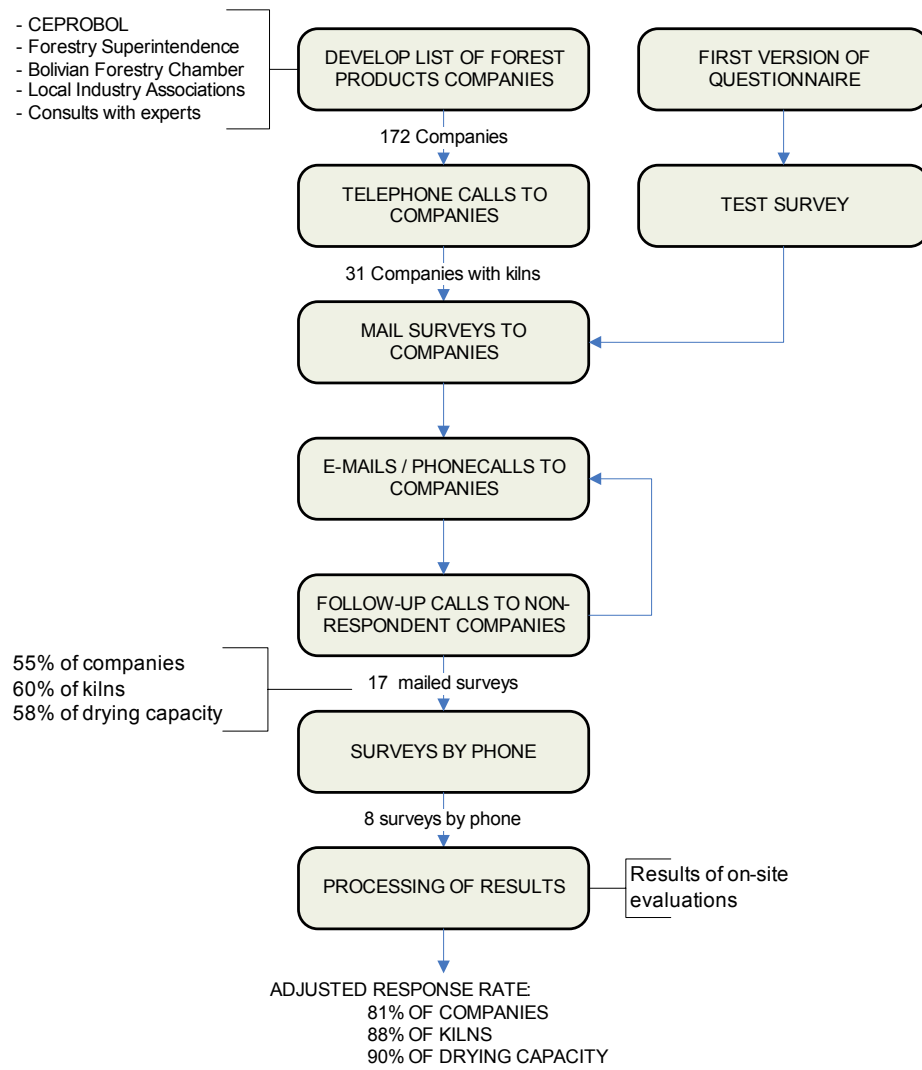 - CEPROBOL
- Forestry Superintendence
- Bolivian Forestry Chamber
- Local Industry Associations
- Consults with experts
DEVELOP LIST OF FOREST
PRODUCTS COMPANIES
FIRST VERSION OF
QUESTIONNAIRE
172 Companies
TELEPHONE CALLS TO
COMPANIES
TEST SURVEY
31 Companies with kilns
MAIL SURVEYS TO
COMPANIES
E-MAILS / PHONECALLS TO
COMPANIES
FOLLOW-UP CALLS TO NON-
RESPONDENT COMPANIES
55% of companies
60% of kilns
58% of drying capacity
17 mailed surveys
SURVEYS BY PHONE
8 surveys by phone
PROCESSING OF RESULTS
Results of on-site
evaluations
ADJUSTED RESPONSE RATE:
81% OF COMPANIES
88% OF KILNS
90% OF DRYING CAPACITY